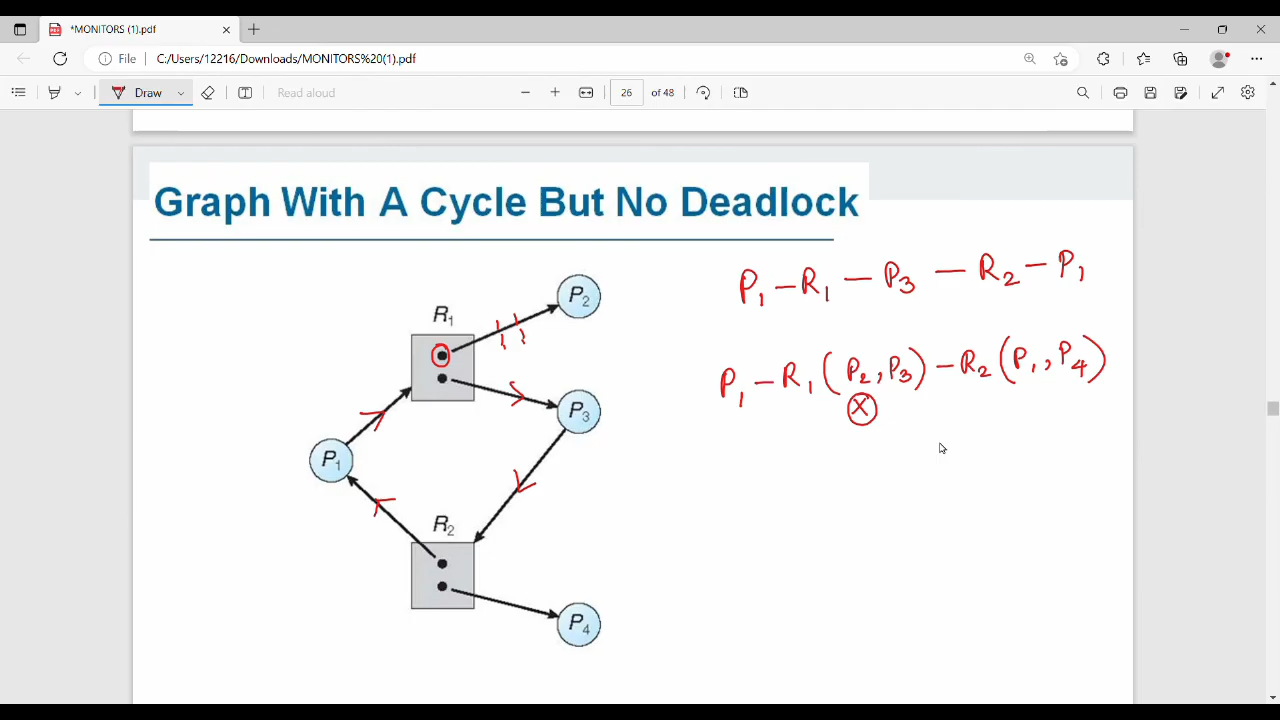 *MONITORS (1).pdf
File C:/Users/12216/Downloads/MONITORS%20(1).pdf
Draw Read aloud 26 of 48
Graph With A Cycle But No Deadlock
P₁ – R₁ – P₃ – R₂ – P₁
P₂
R₁
P₁ – R₁ (P₂, P₃) – R₂ (P₁, P₄)
X
P₃
P₁
R₂
P₄